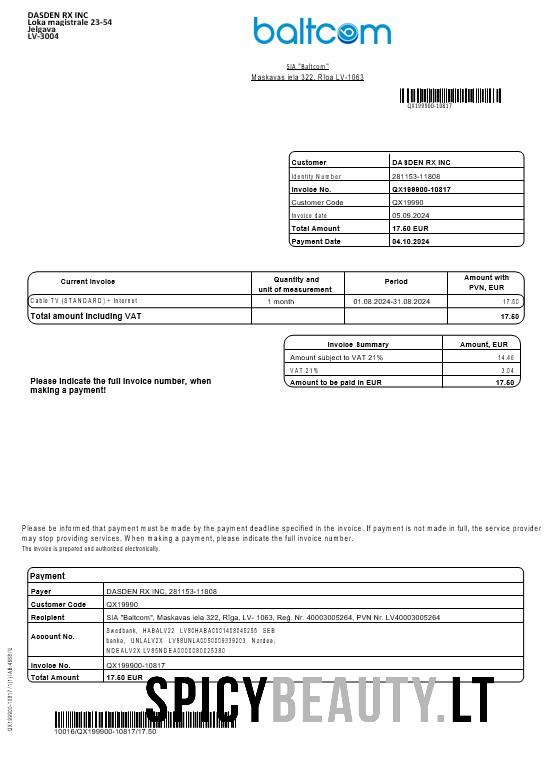 DASDEN RX INC
Loka magistrale 23-54
Jelgava
LV-3004
baltcom
SIA "Baltcom"
Maskavas iela 322, Rīga LV-1063
QX199900-10817
Customer DASDEN RX INC
Identity Number 281153-11808
Invoice No. QX199900-10817
Customer Code QX19990
Invoice date 05.09.2024
Total Amount 17.50 EUR
Payment Date 04.10.2024
Current invoice Quantity and unit of measurement Period Amount with PVN, EUR
Cable TV (STANDARD) + Internet 1 month 01.08.2024-31.08.2024 17.50
Total amount including VAT 17.50
Invoice Summary Amount, EUR
Amount subject to VAT 21% 14.46
VAT 21% 3.04
Amount to be paid in EUR 17.50
Please indicate the full invoice number, when
making a payment!
Please be informed that payment must be made by the payment deadline specified in the invoice. If payment is not made in full, the service provider
may stop providing services. When making a payment, please indicate the full invoice number.
The invoice is prepared and authorized electronically.
Payment
Payer DASDEN RX INC, 281153-11808
Customer Code QX19990
Recipient SIA "Baltcom", Maskavas iela 322, Rīga, LV- 1063, Reģ. Nr. 40003005264, PVN Nr. LV40003005264
Account No. Swedbank, HABALV22 LV80HABA0001408045255 SEB
banka, UNLALV2X LV88UNLA0050009339203 Nordea,
NDEALV2X LV85NDEA0000080025380
Invoice No. QX199900-10817
Total Amount 17.50 EUR
SPICYBEAUTY.LT
10016/QX199900-10817/17.50